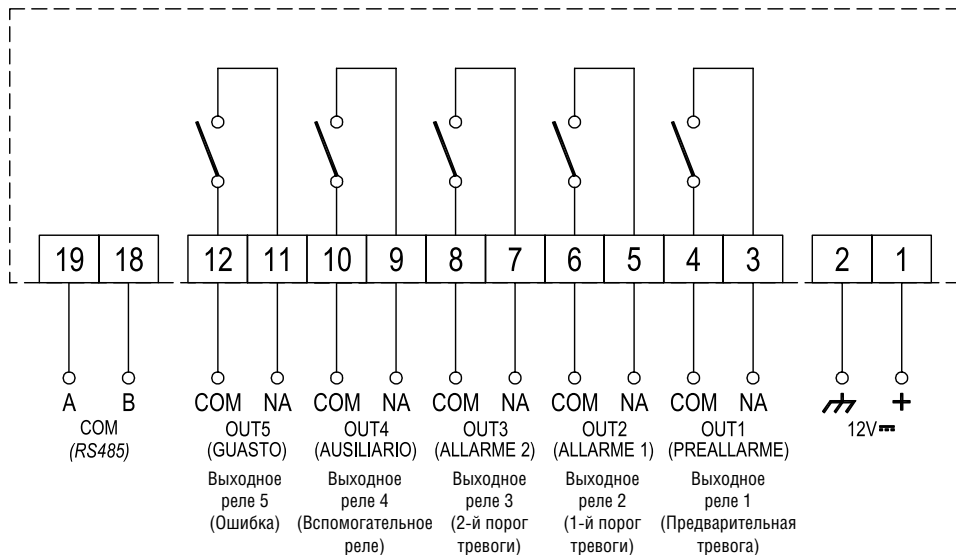 19 18 12 11 10 9 8 7 6 5 4 3 2 1
A B COM NA COM NA COM NA COM NA COM NA +
COM
(RS485)
OUT5
(GUASTO)
OUT4
(AUSILIARIO)
OUT3
(ALLARME 2)
OUT2
(ALLARME 1)
OUT1
(PREALLARME)
12V
Выходное
реле 5
(Ошибка)
Выходное
реле 4
(Вспомогательное
реле)
Выходное
реле 3
(2-й порог
тревоги)
Выходное
реле 2
(1-й порог
тревоги)
Выходное
реле 1
(Предварительная
тревога)